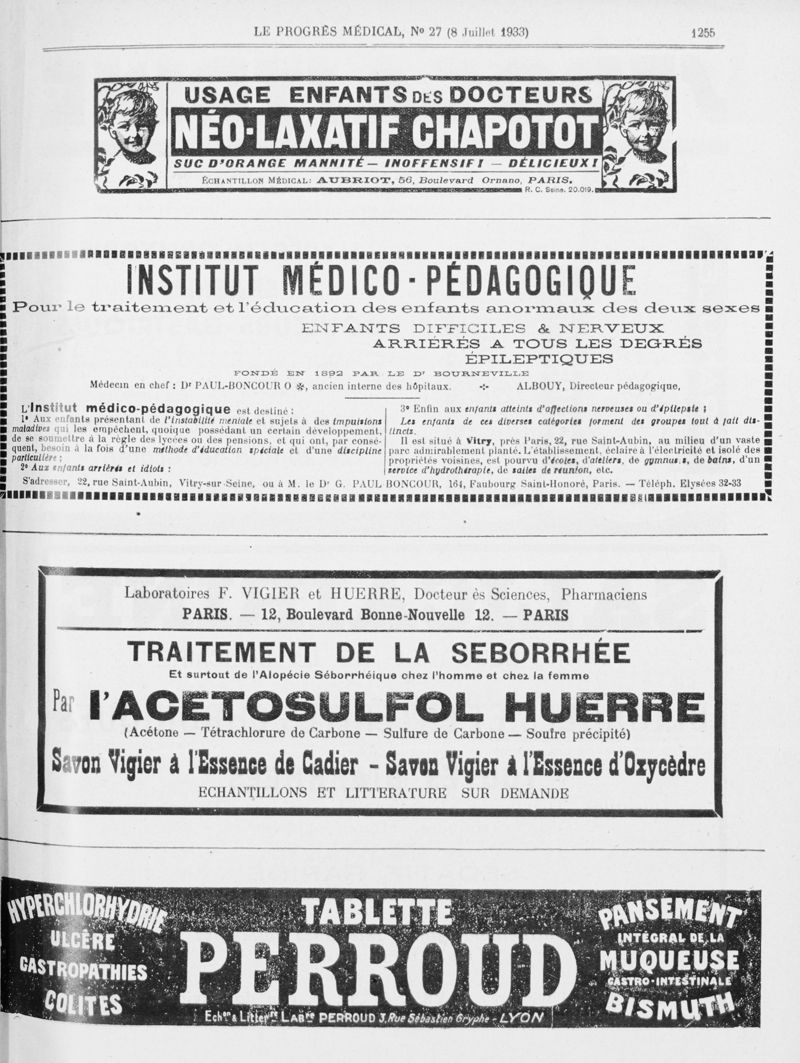 LE PROGRÈS MÉDICAL, No 27 (8 Juillet 1933)
1255
USAGE ENFANTS DES DOCTEURS
NÉO-LAXATIF CHAPOTOT
SUC D'ORANGE MANNITÉ — INOFFENSIF! — DÉLICIEUX!
ÉCHANTILLON MÉDICAL: AUBRIOT, 56, Boulevard Ornano, PARIS.
R. C. Seine. 20.019.
INSTITUT MÉDICO-PÉDAGOGIQUE
Pour le traitement et l'éducation des enfants anormaux des deux sexes
ENFANTS DIFFICILES & NERVEUX
ARRIÉRÉS A TOUS LES DEGRÉS
ÉPILEPTIQUES
FONDÉ EN 1892 PAR LE Dr BOURNEVILLE
Médecin en chef : Dr PAUL-BONCOUR O ✻, ancien interne des hôpitaux. ALBOUY, Directeur pédagogique,
L'Institut médico-pédagogique est destiné :
1° Aux enfants présentant de l'instabilité mentale et sujets à des impulsions
maladives qui les empêchent, quoique possédant un certain développement,
de se soumettre à la règle des lycées ou des pensions, et qui ont, par consé-
quent, besoin à la fois d'une méthode d'éducation spéciale et d'une discipline
particulière ;
2° Aux enfants arriérés et idiots :
3° Enfin aux enfants atteints d'affections nerveuses ou d'épilepsie ;
Les enfants de ces diverses catégories forment des groupes tout à fait dis-
tincts.
Il est situé à Vitry, près Paris, 22, rue Saint-Aubin, au milieu d'un vaste
parc admirablement planté. L'établissement, éclairé à l'électricité et isolé des
propriétés voisines, est pourvu d'écoles, d'ateliers, de gymnases, de bains, d'un
service d'hydrothérapie, de salles de réunion, etc.
S'adresser, 22, rue Saint-Aubin, Vitry-sur-Seine, ou à M. le Dr G. PAUL BONCOUR, 164, Faubourg Saint-Honoré, Paris. — Téléph. Elysées 32-33
Laboratoires F. VIGIER et HUERRE, Docteur ès Sciences, Pharmaciens
PARIS. — 12, Boulevard Bonne-Nouvelle 12. — PARIS
TRAITEMENT DE LA SEBORRHÉE
Et surtout de l'Alopécie Séborrhéique chez l'homme et chez la femme
Par l'ACETOSULFOL HUERRE
(Acétone — Tétrachlorure de Carbone — Sulfure de Carbone — Soufre précipité)
Savon Vigier à l'Essence de Cadier - Savon Vigier à l'Essence d'Oxycèdre
ECHANTILLONS ET LITTERATURE SUR DEMANDE
HYPERCHLORHYDRIE
ULCÈRE
GASTROPATHIES
COLITES
TABLETTE
PERROUD
Echons & Littérre LABres PERROUD 3, Rue Sébastien Gryphe - LYON
PANSEMENT
INTÉGRAL DE LA
MUQUEUSE
GASTRO-INTESTINALE
BISMUTH